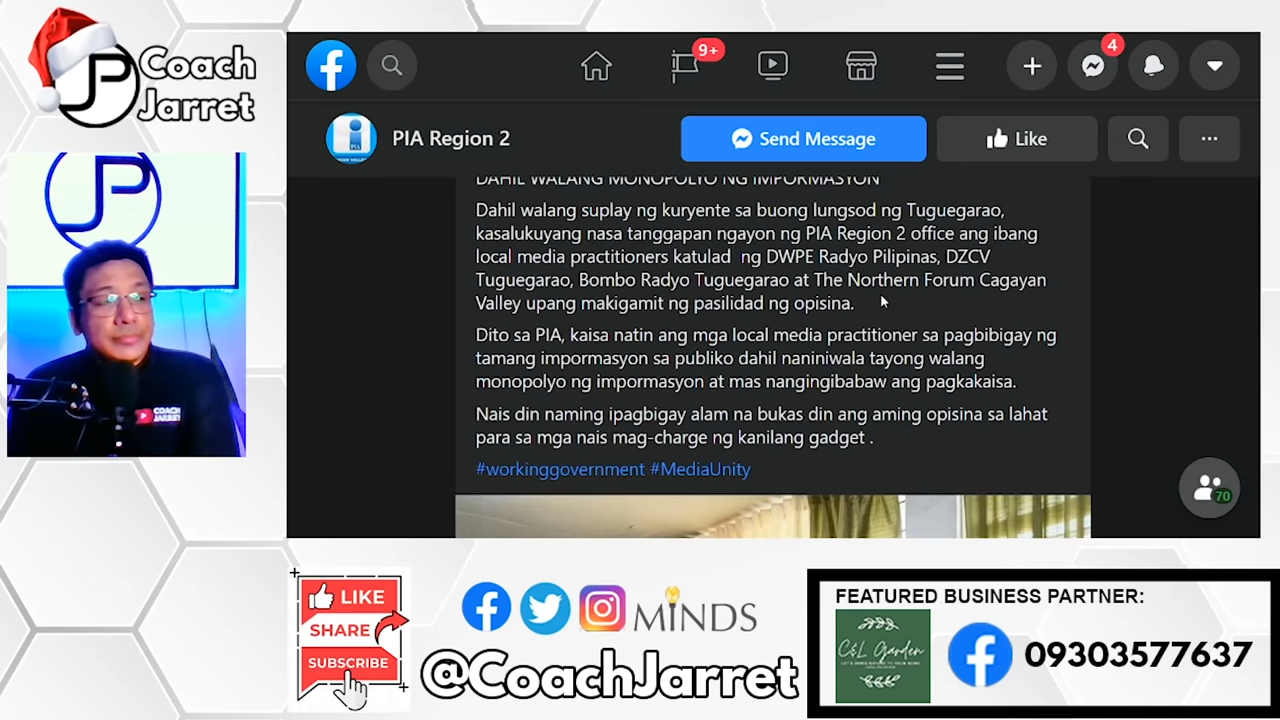 Coach
Jarret
9+
4
PIA Region 2
Send Message
Like
DAHIL WALANG MONOPOLYO NG IMPORMASYON
Dahil walang suplay ng kuryente sa buong lungsod ng Tuguegarao,
kasalukuyang nasa tanggapan ngayon ng PIA Region 2 office ang ibang
local media practitioners katulad ng DWPE Radyo Pilipinas, DZCV
Tuguegarao, Bombo Radyo Tuguegarao at The Northern Forum Cagayan
Valley upang makigamit ng pasilidad ng opisina.
Dito sa PIA, kaisa natin ang mga local media practitioner sa pagbibigay ng
tamang impormasyon sa publiko dahil naniniwala tayong walang
monopolyo ng impormasyon at mas nangingibabaw ang pagkakaisa.
Nais din naming ipagbigay alam na bukas din ang aming opisina sa lahat
para sa mga nais mag-charge ng kanilang gadget .
#workinggovernment #MediaUnity
70
COACH
JARRET
LIKE
SHARE
SUBSCRIBE
MINDS
@CoachJarret
FEATURED BUSINESS PARTNER:
C&L Garden
09303577637